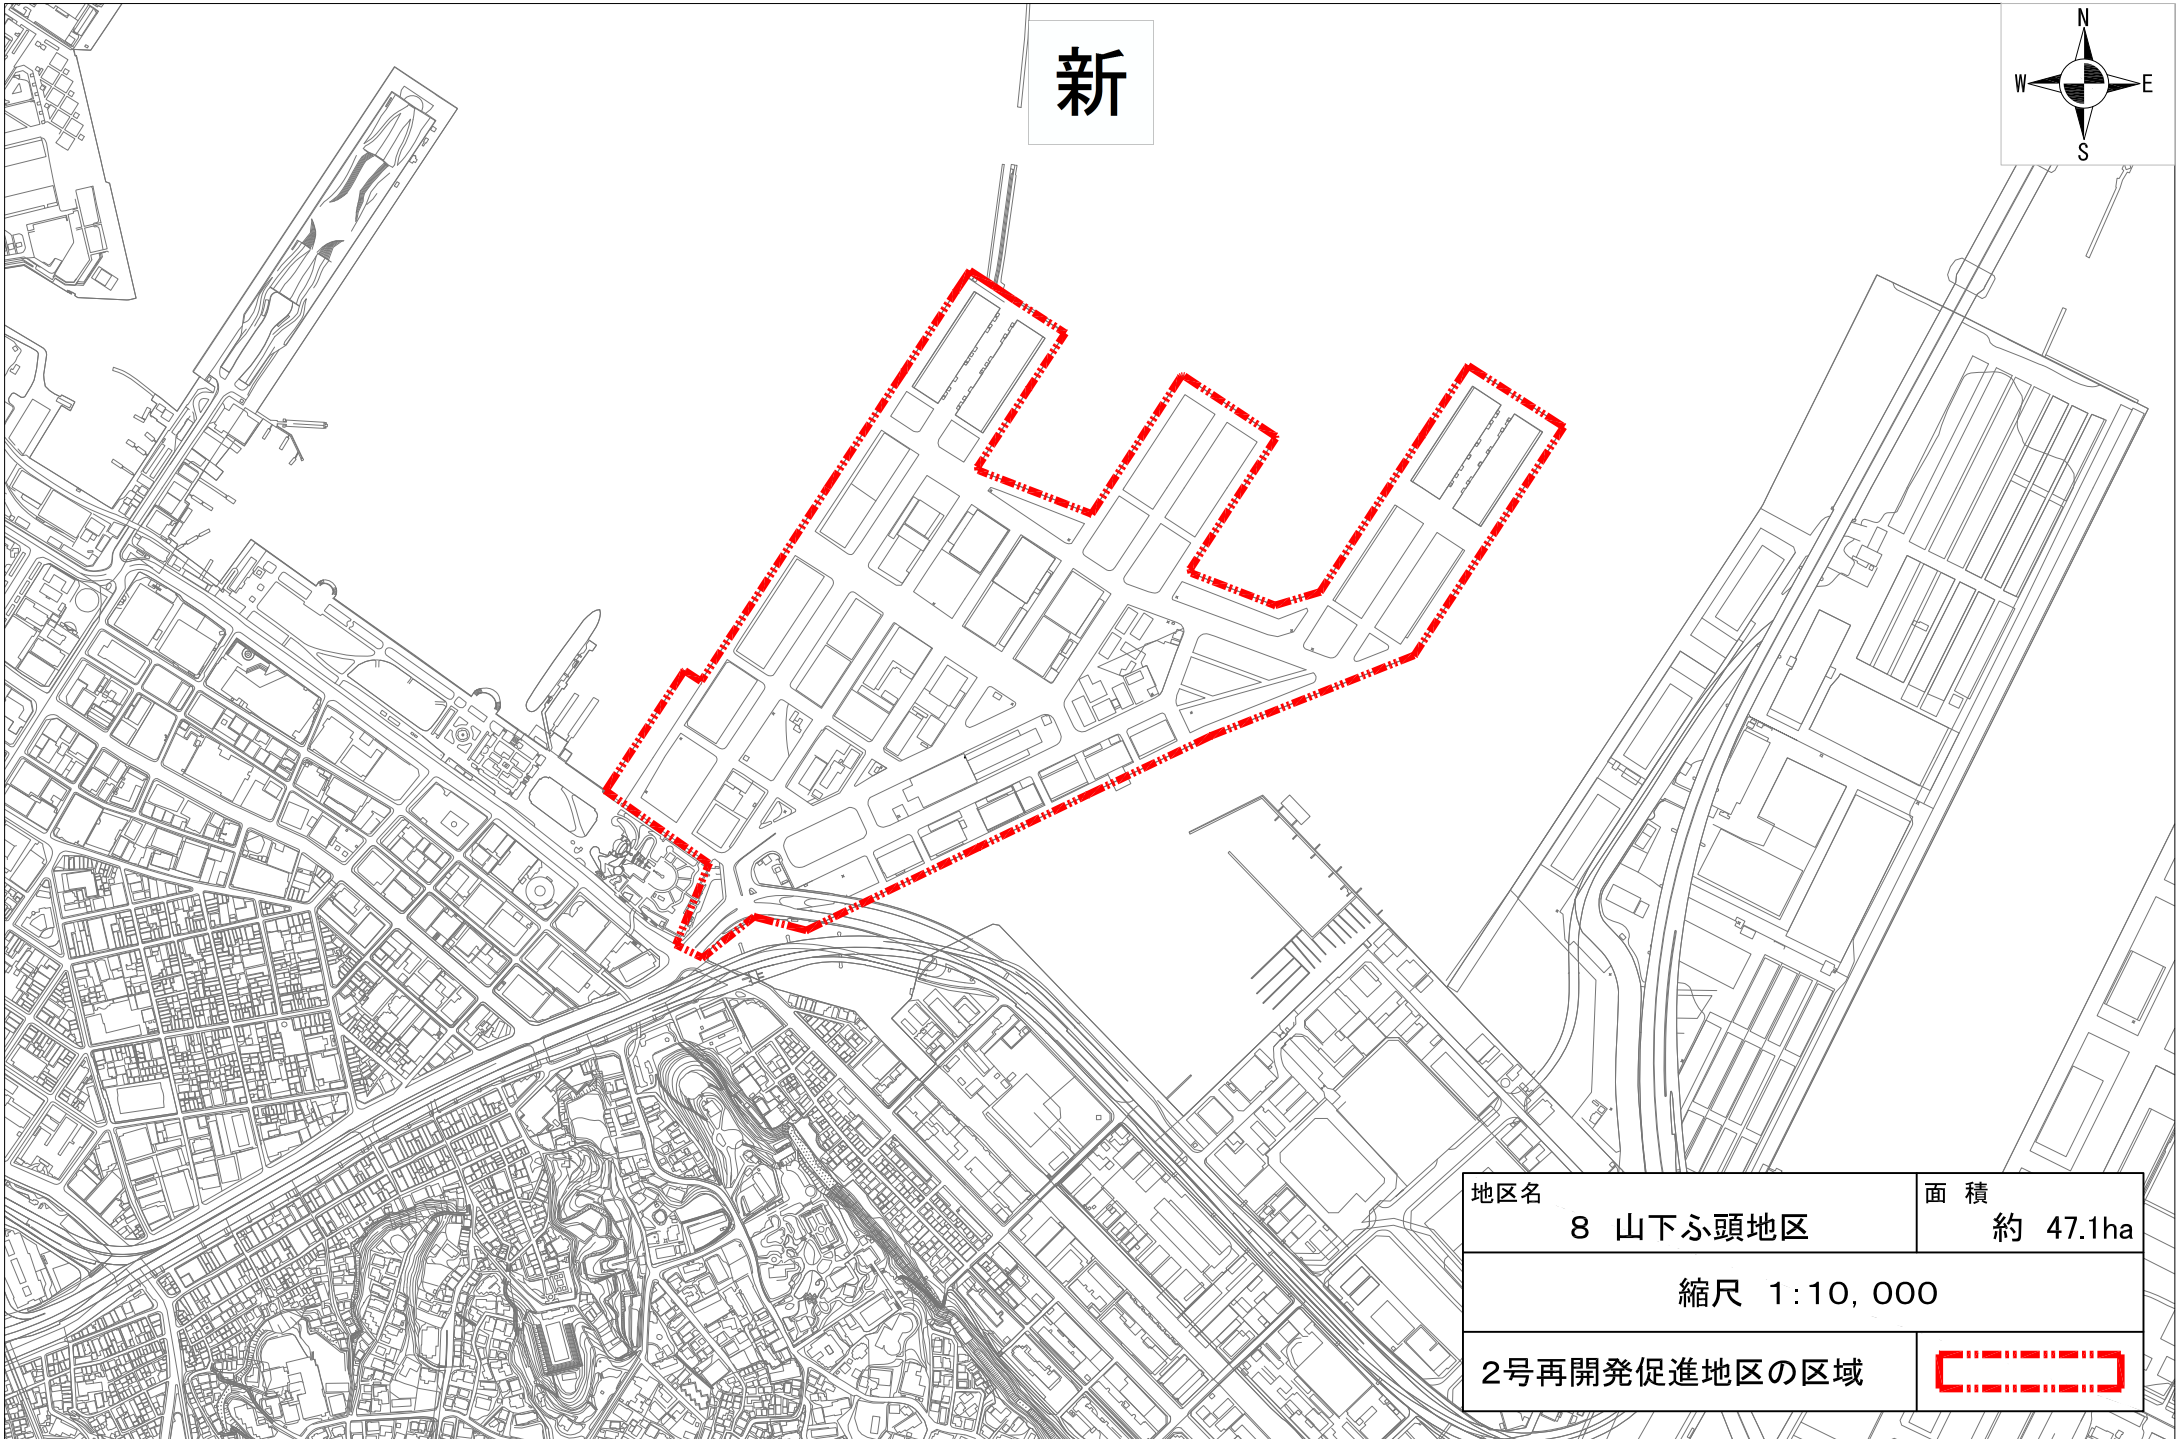 新
N
W E
S
地区名
8 山下ふ頭地区
面 積
約 47.1ha
縮尺 1:10,000
2号再開発促進地区の区域